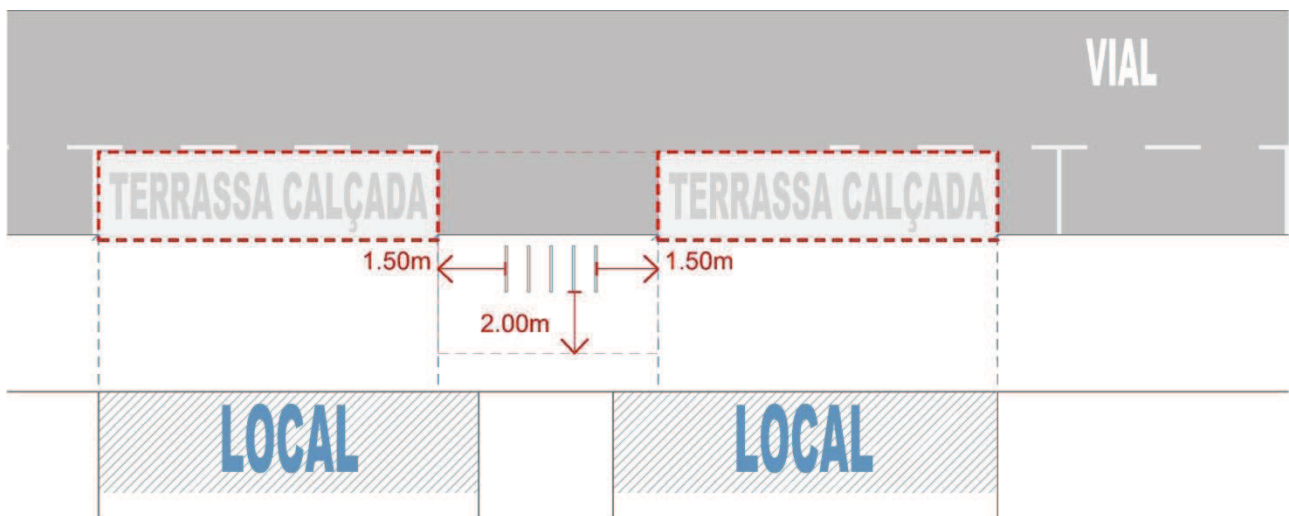 VIAL
TERRASSA CALÇADA
TERRASSA CALÇADA
1.50m
1.50m
2.00m
LOCAL
LOCAL